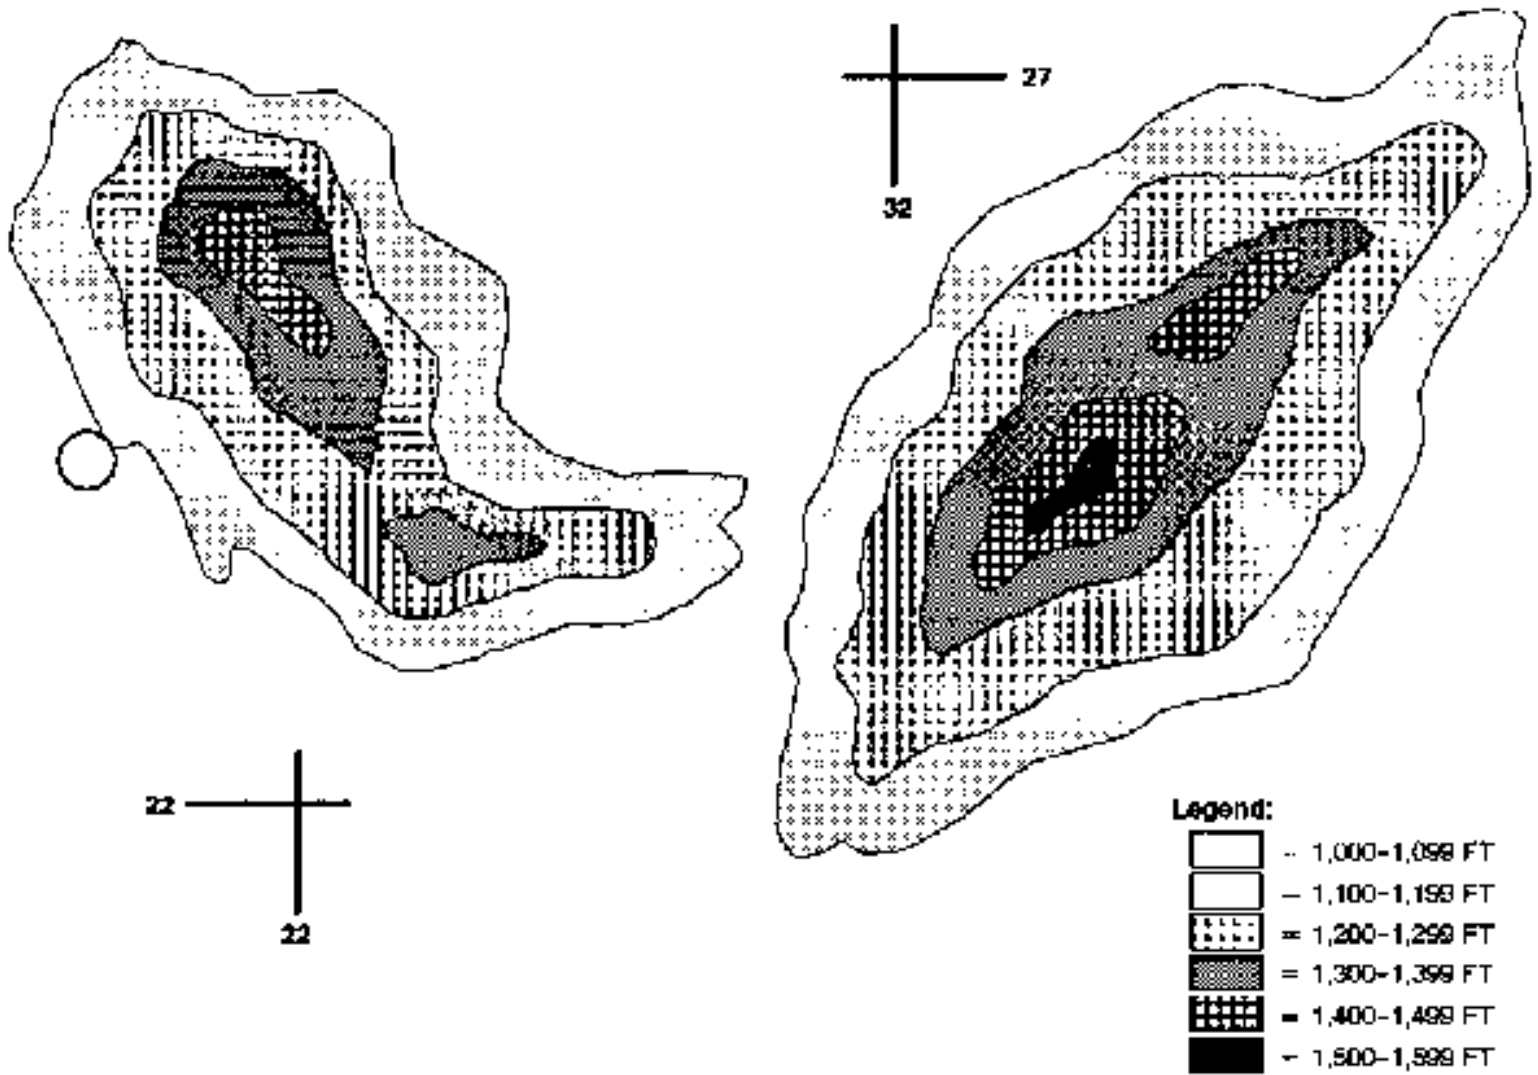 27
32
22
22
Legend:
- 1,000-1,099 FT
- 1,100-1,199 FT
= 1,200-1,299 FT
= 1,300-1,399 FT
= 1,400-1,499 FT
- 1,500-1,599 FT